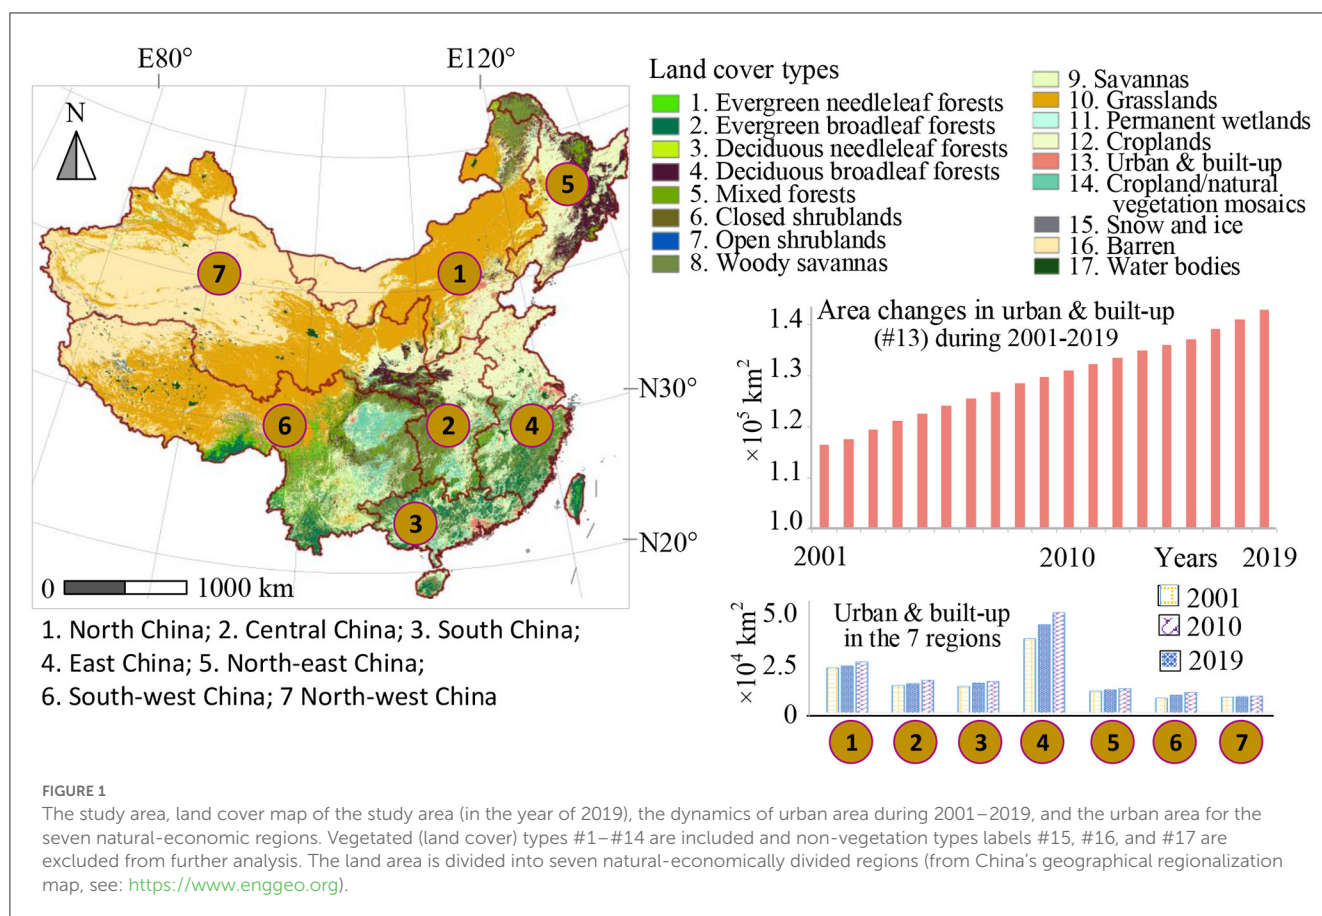 E80° E120°
N
5
7
1
6
2
4
3
N30°
N20°
0 1000 km
1. North China; 2. Central China; 3. South China;
4. East China; 5. North-east China;
6. South-west China; 7 North-west China
Land cover types
1. Evergreen needleleaf forests
2. Evergreen broadleaf forests
3. Deciduous needleleaf forests
4. Deciduous broadleaf forests
5. Mixed forests
6. Closed shrublands
7. Open shrublands
8. Woody savannas
9. Savannas
10. Grasslands
11. Permanent wetlands
12. Croplands
13. Urban & built-up
14. Cropland/natural
vegetation mosaics
15. Snow and ice
16. Barren
17. Water bodies
Area changes in urban & built-up
(#13) during 2001-2019
×10⁵ km²
1.4
1.3
1.2
1.1
1.0
2001 2010 Years 2019
Urban & built-up
in the 7 regions
×10⁴ km²
5.0
2.5
0
2001
2010
2019
1 2 3 4 5 6 7
FIGURE 1
The study area, land cover map of the study area (in the year of 2019), the dynamics of urban area during 2001–2019, and the urban area for the
seven natural-economic regions. Vegetated (land cover) types #1–#14 are included and non-vegetation types labels #15, #16, and #17 are
excluded from further analysis. The land area is divided into seven natural-economically divided regions (from China's geographical regionalization
map, see: https://www.enggeo.org).